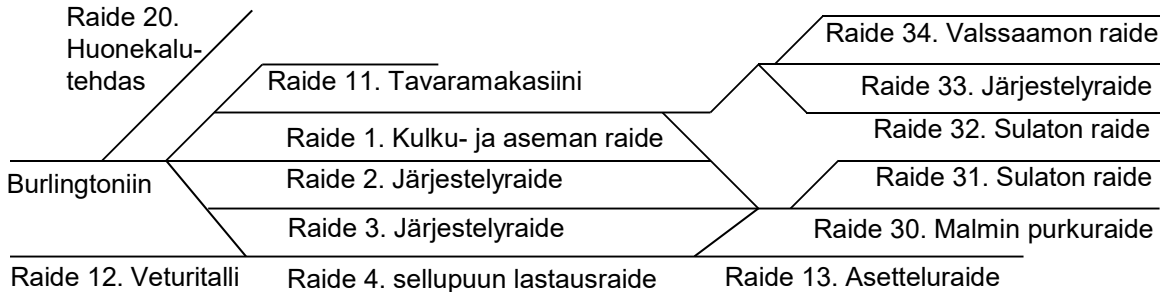 Raide 20.
Huonekalu-
tehdas
Raide 34. Valssaamon raide
Raide 11. Tavaramakasiini
Raide 33. Järjestelyraide
Raide 1. Kulku- ja aseman raide
Raide 32. Sulaton raide
Burlingtoniin
Raide 2. Järjestelyraide
Raide 31. Sulaton raide
Raide 3. Järjestelyraide
Raide 30. Malmin purkuraide
Raide 12. Veturitalli
Raide 4. sellupuun lastausraide
Raide 13. Asetteluraide